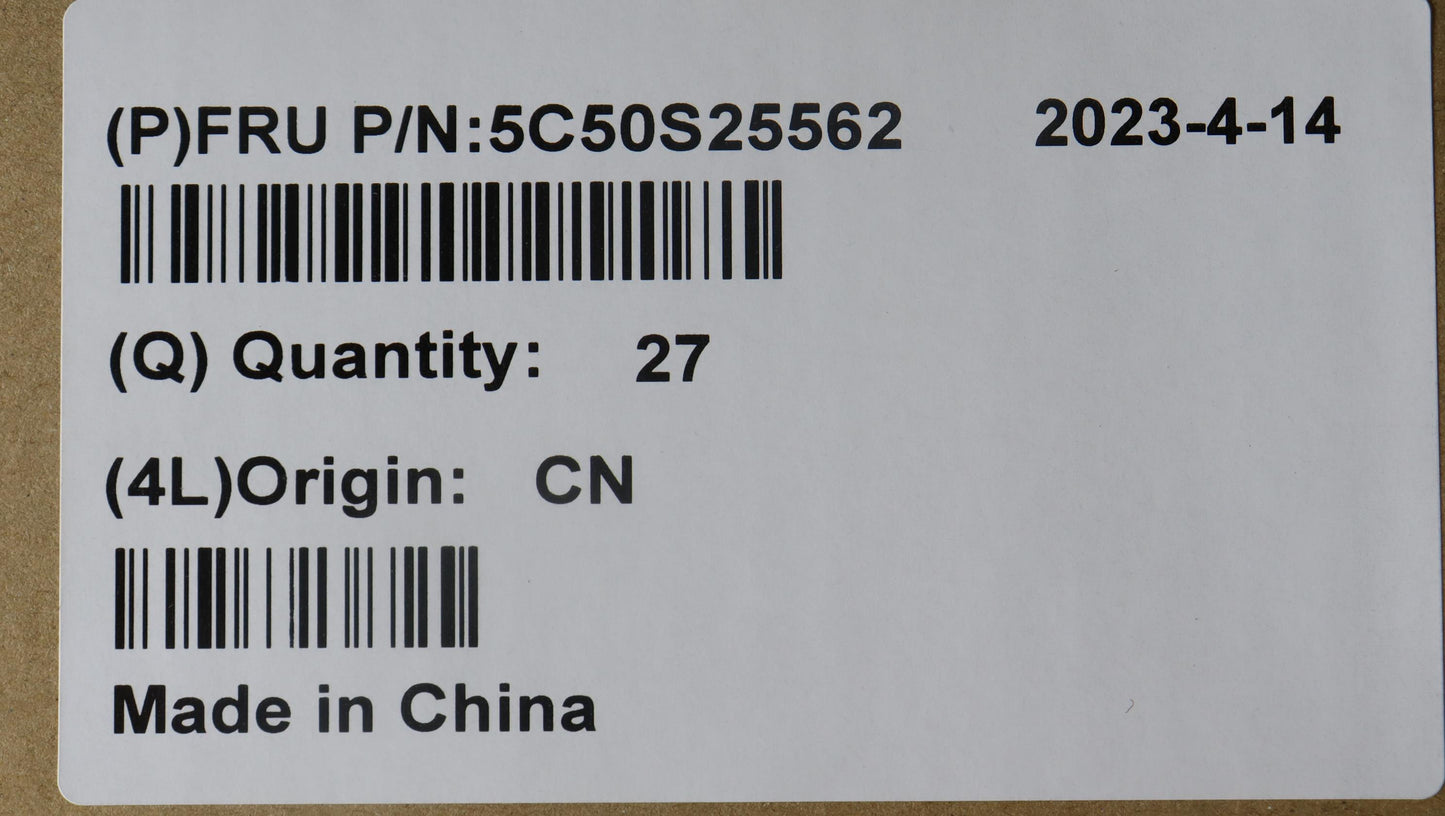 (P)FRU P/N:5C50S25562 2023-4-14
(Q) Quantity: 27
(4L)Origin: CN
Made in China